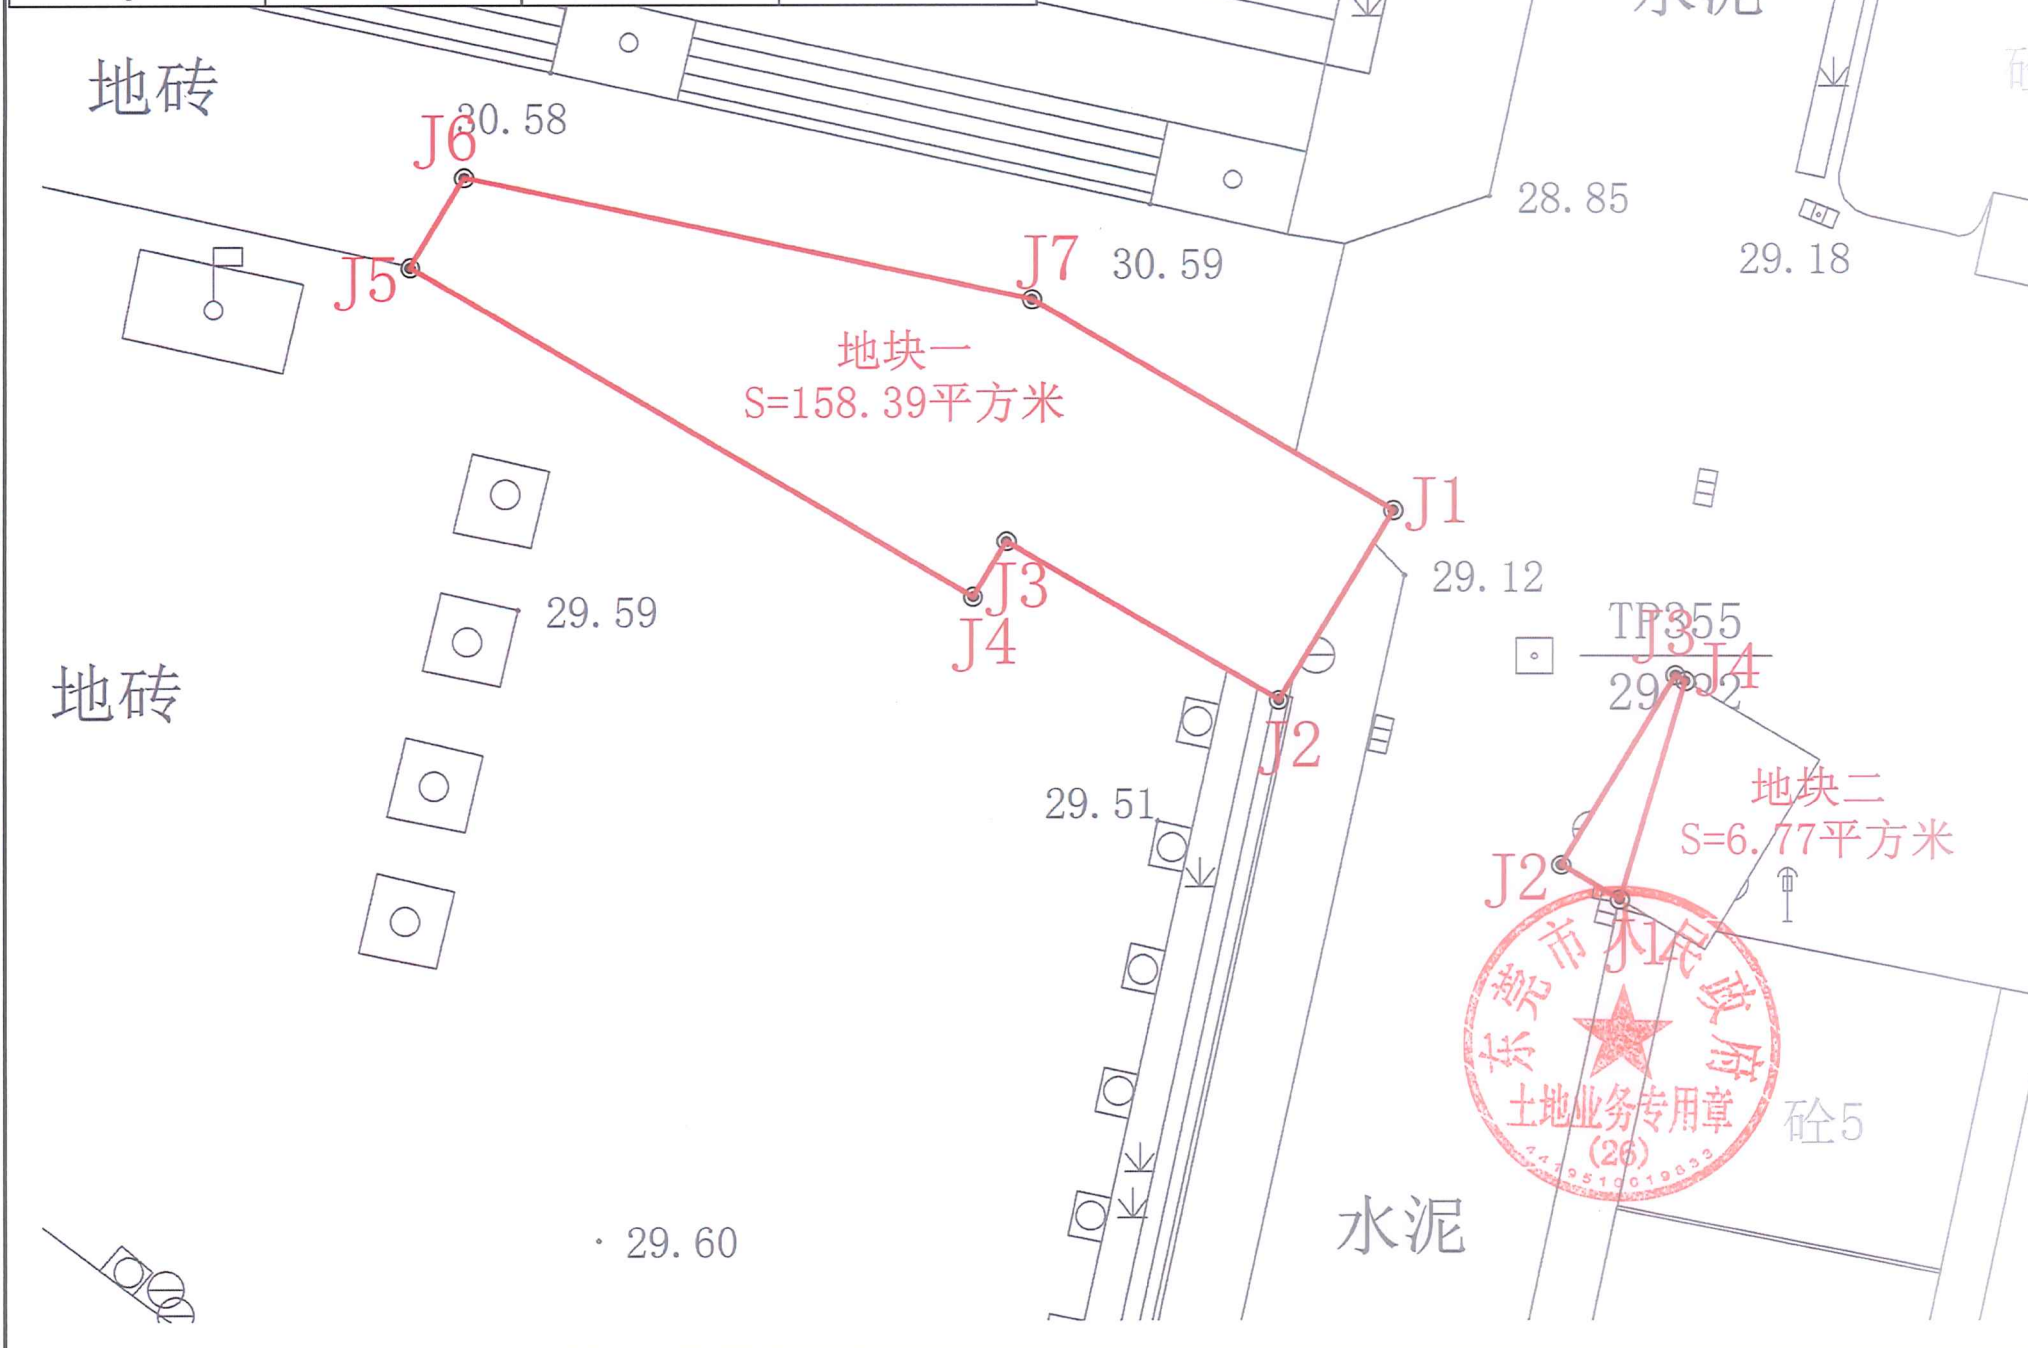 水泥
地砖
30.58
J6
28.85
J7
30.59
29.18
J5
地块一
S=158.39平方米
J1
J3
29.12
29.59
TP355
J3
J4
J4
地砖
J2
地块二
29.51
S=6.77平方米
J2
J1
东莞市人民政府
土地业务专用章
(26)
4419510019833
砼5
水泥
29.60